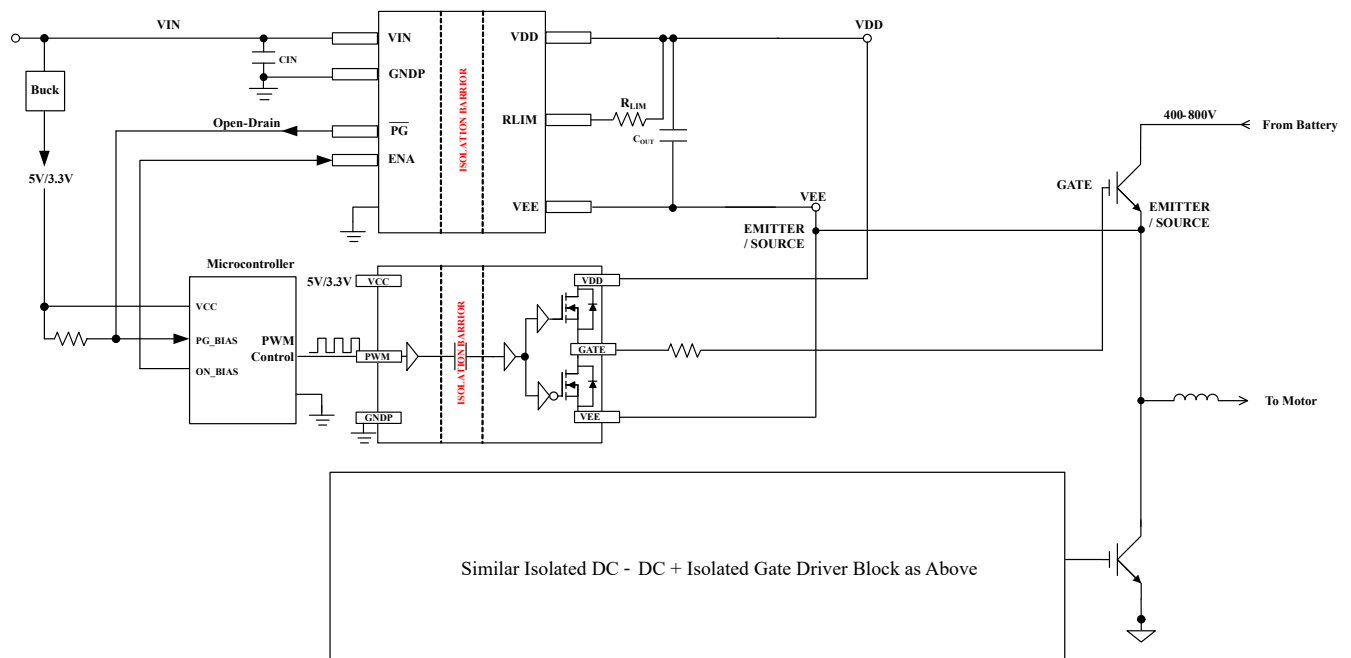 VIN
VDD
VIN
VDD
CIN
GNDP
Buck
ISOLATION BARRIOR
RLIM
RLIM
COUT
Open-Drain
PG
ENA
400-800V
From Battery
5V/3.3V
GATE
VEE
VEE
EMITTER
/ SOURCE
EMITTER
/ SOURCE
Microcontroller
5V/3.3V
VCC
VDD
VCC
PG_BIAS
PWM
Control
ON_BIAS
PWM
ISOLATION BARRIOR
GATE
GNDP
VEE
To Motor
Similar Isolated DC - DC + Isolated Gate Driver Block as Above